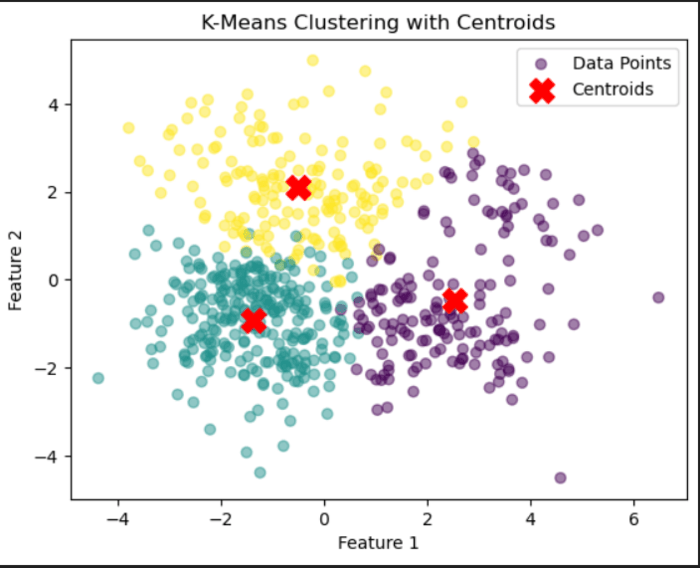 K-Means Clustering with Centroids
Data Points
Centroids
Feature 2
4
2
0
−2
−4
−4
−2
0
2
4
6
Feature 1